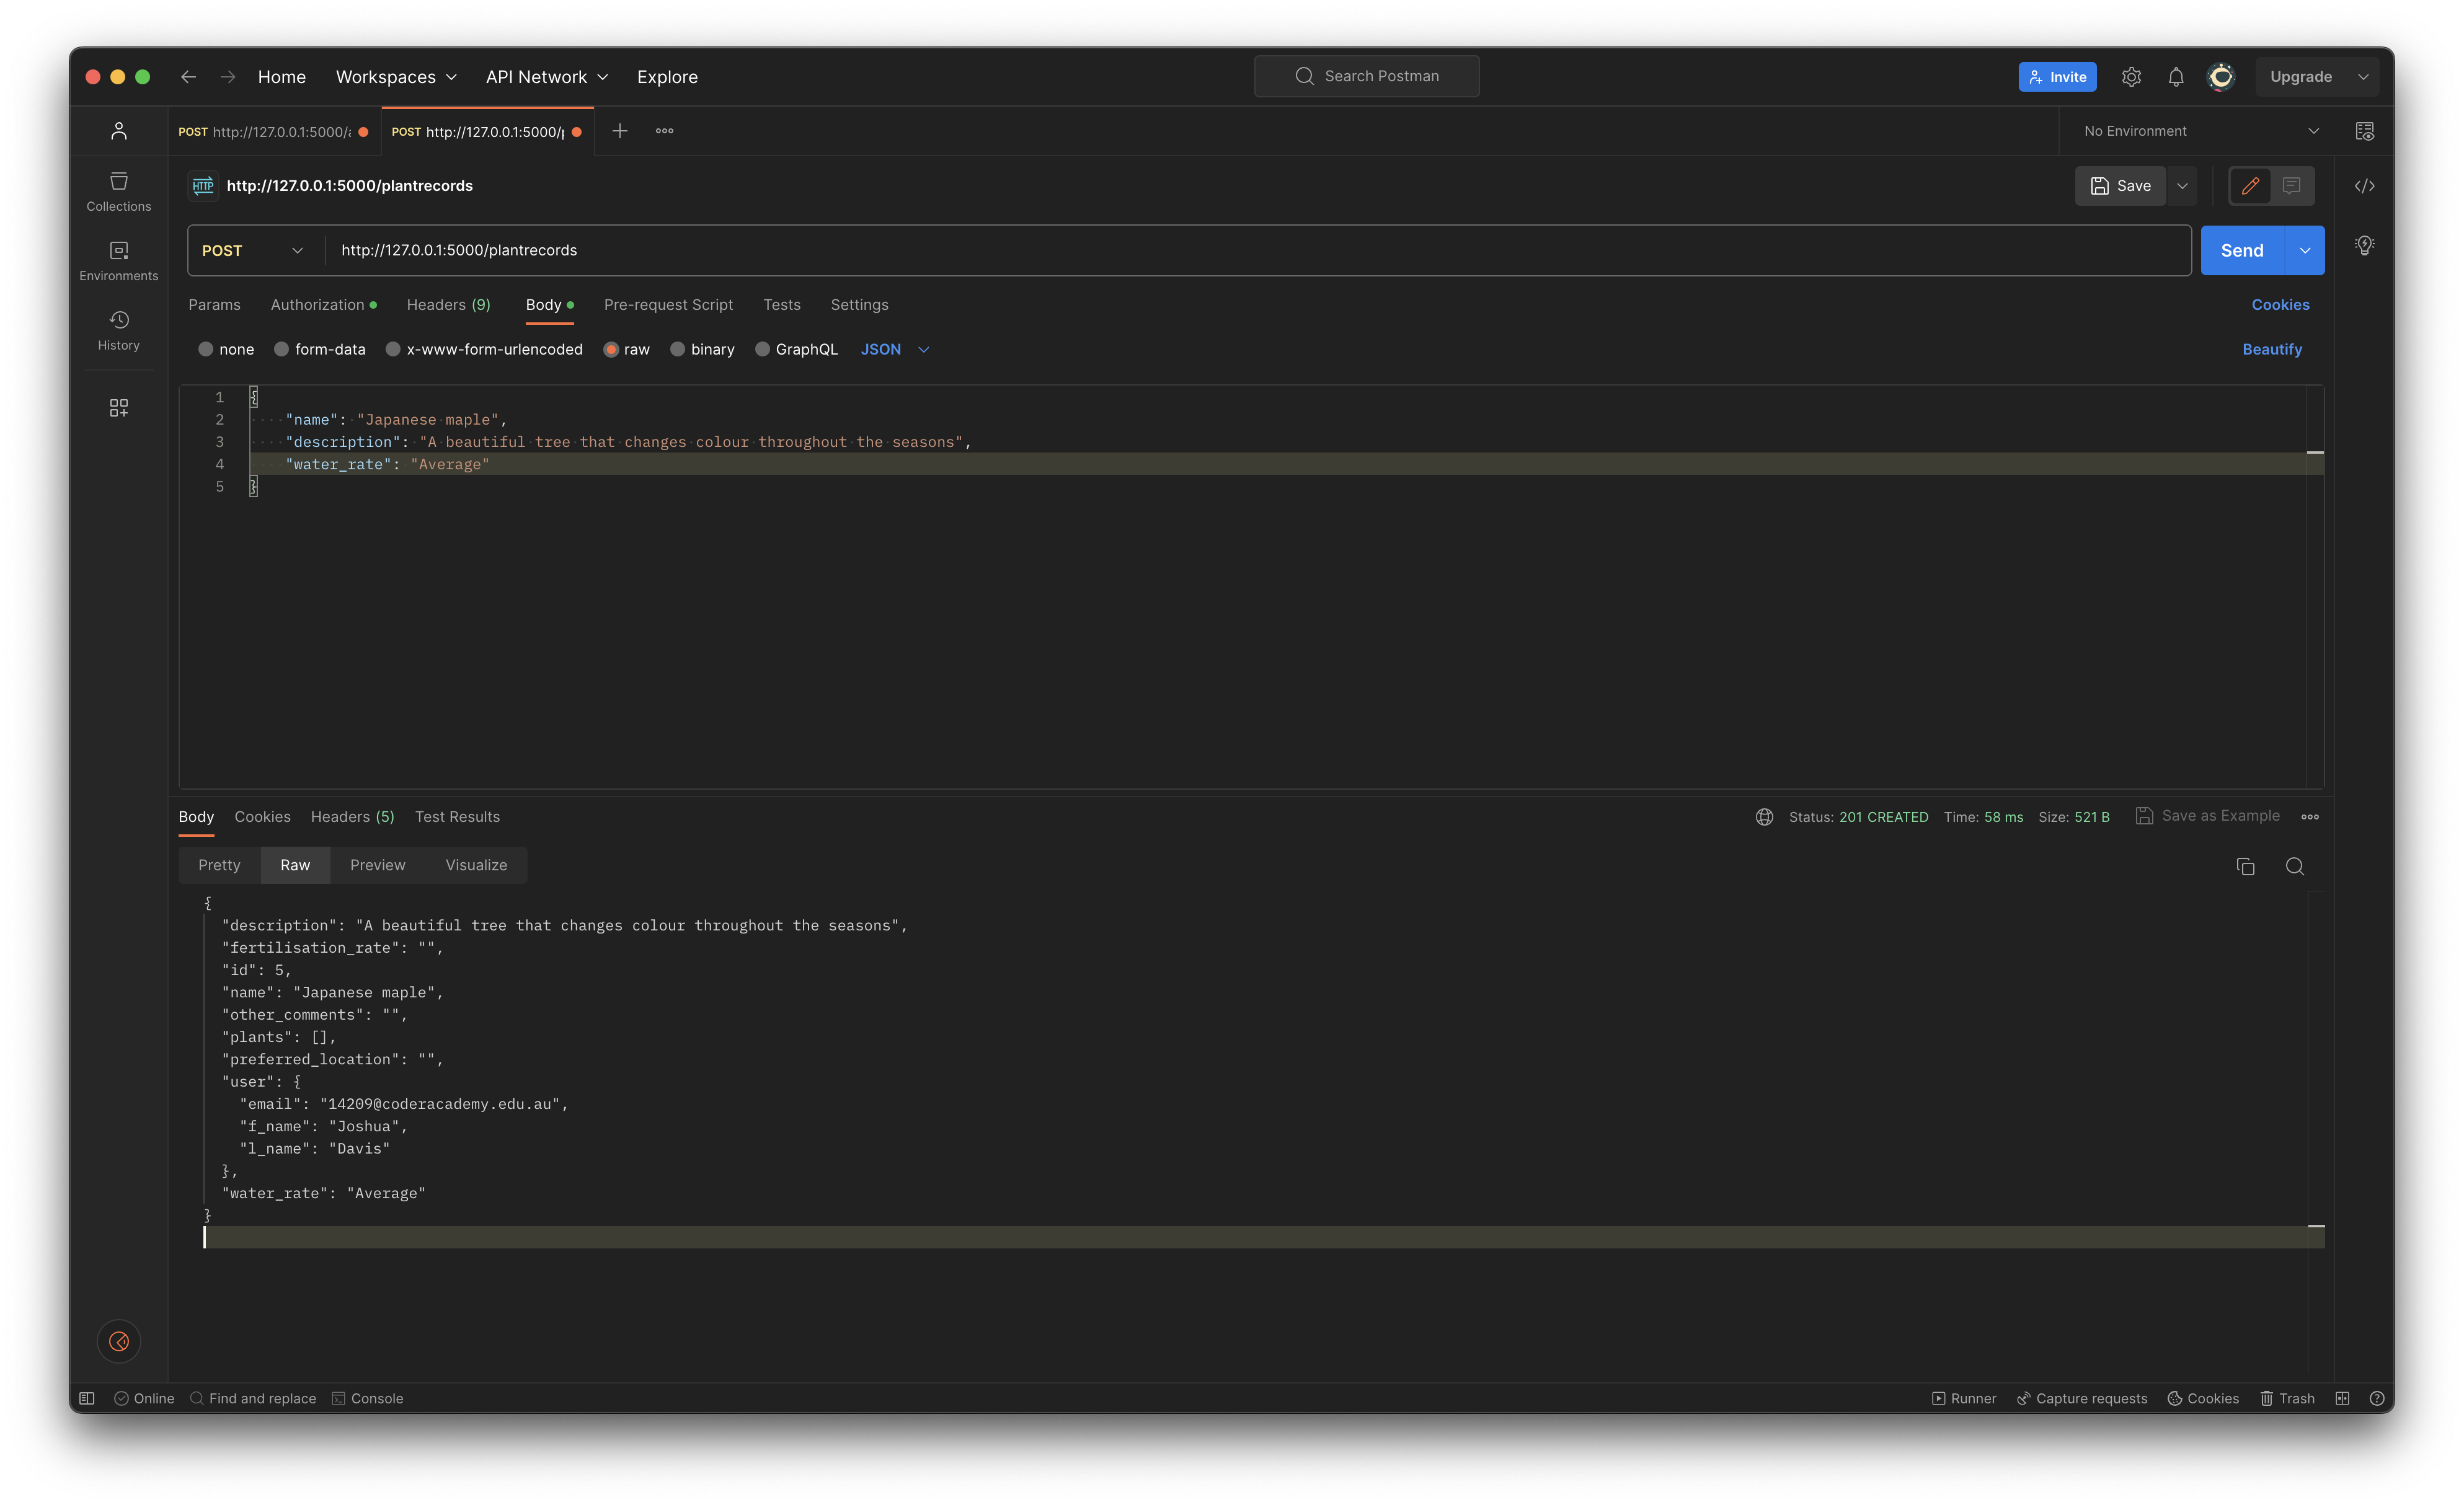 Home Workspaces API Network Explore Search Postman Invite Upgrade
POST http://127.0.0.1:5000/ POST http://127.0.0.1:5000/ No Environment
HTTP http://127.0.0.1:5000/plantrecords Save
Collections
POST http://127.0.0.1:5000/plantrecords Send
Environments
Params Authorization Headers (9) Body Pre-request Script Tests Settings Cookies
History
none form-data x-www-form-urlencoded raw binary GraphQL JSON Beautify
1 {
2 "name": "Japanese maple",
3 "description": "A beautiful tree that changes colour throughout the seasons",
4 "water_rate": "Average"
5 }
Body Cookies Headers (5) Test Results Status: 201 CREATED Time: 58 ms Size: 521 B Save as Example
Pretty Raw Preview Visualize
{
"description": "A beautiful tree that changes colour throughout the seasons",
"fertilisation_rate": "",
"id": 5,
"name": "Japanese maple",
"other_comments": "",
"plants": [],
"preferred_location": "",
"user": {
"email": "14209@coderacademy.edu.au",
"f_name": "Joshua",
"l_name": "Davis"
},
"water_rate": "Average"
}
Online Find and replace Console Runner Capture requests Cookies Trash